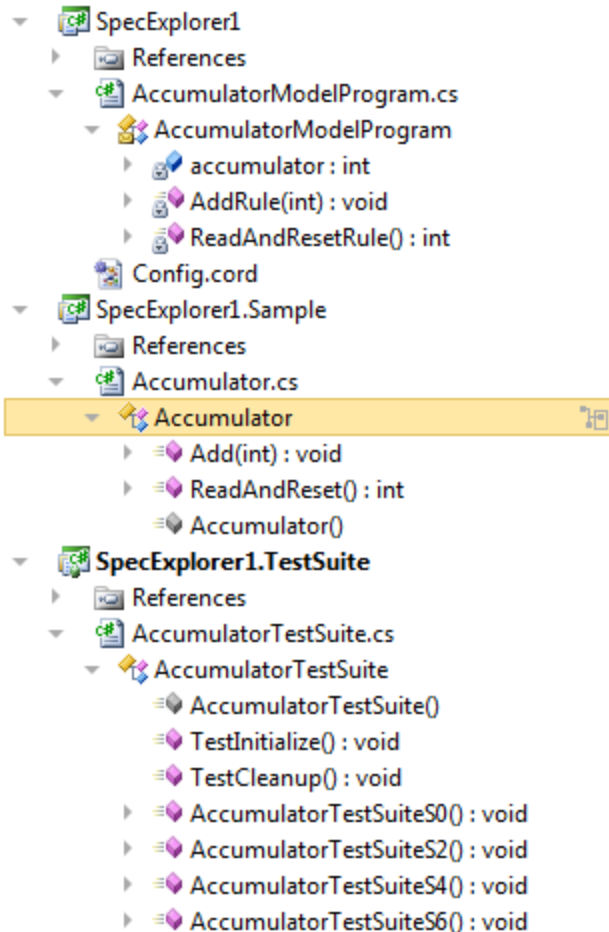 SpecExplorer1
References
AccumulatorModelProgram.cs
AccumulatorModelProgram
accumulator : int
AddRule(int) : void
ReadAndResetRule() : int
Config.cord
SpecExplorer1.Sample
References
Accumulator.cs
Accumulator
Add(int) : void
ReadAndReset() : int
Accumulator()
SpecExplorer1.TestSuite
References
AccumulatorTestSuite.cs
AccumulatorTestSuite
AccumulatorTestSuite()
TestInitialize() : void
TestCleanup() : void
AccumulatorTestSuiteS0() : void
AccumulatorTestSuiteS2() : void
AccumulatorTestSuiteS4() : void
AccumulatorTestSuiteS6() : void